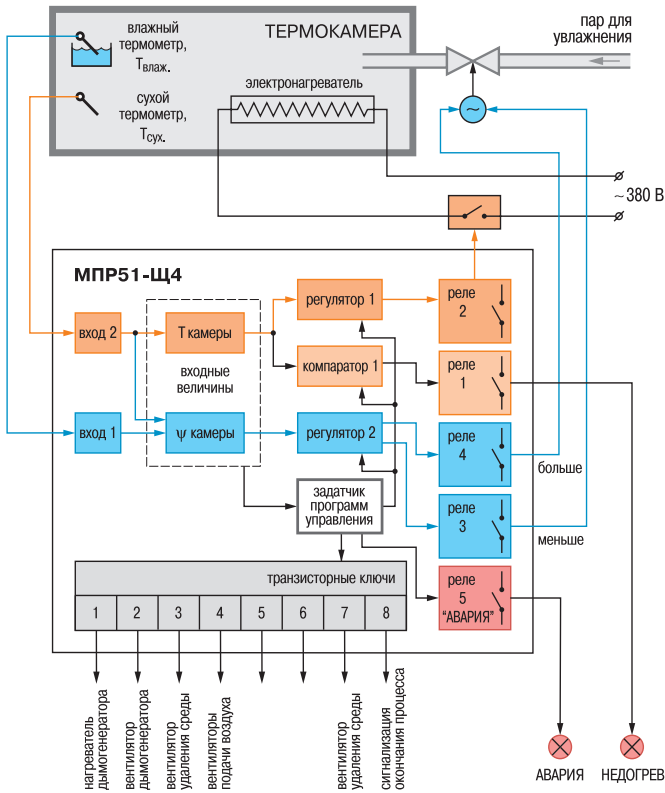 ТЕРМОКАМЕРА
влажный
термометр,
Tвлаж.
сухой
термометр,
Tсух.
электронагреватель
пар для
увлажнения
~
~380 В
МПР51-Щ4
вход 2
T камеры
входные
величины
вход 1
ψ камеры
регулятор 1
компаратор 1
регулятор 2
задатчик
программ
управления
реле
2
реле
1
реле
4
больше
реле
3
меньше
реле
5
"АВАРИЯ"
транзисторные ключи
1 2 3 4 5 6 7 8
нагреватель
дымогенератора
вентилятор
дымогенератора
вентилятор
удаления среды
вентиляторы
подачи воздуха
вентилятор
удаления среды
сигнализация
окончания процесса
АВАРИЯ
НЕДОГРЕВ